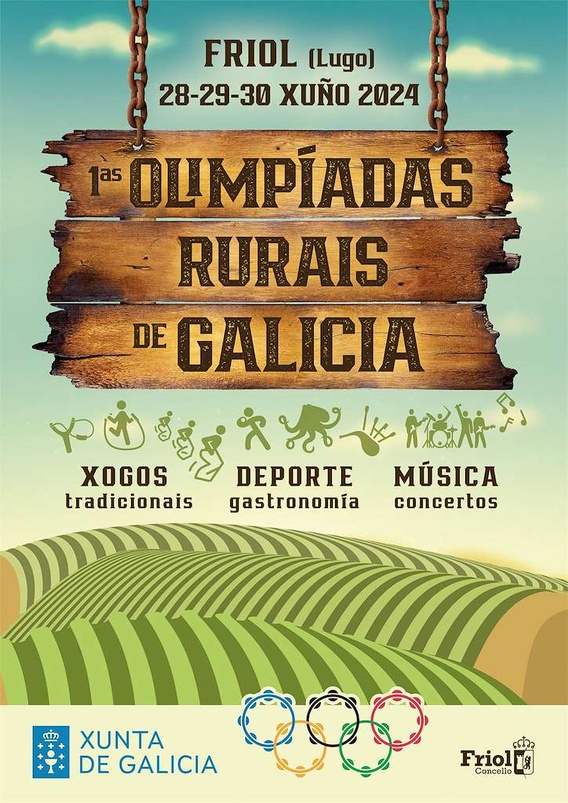 FRIOL (Lugo)
28-29-30 XUÑO 2024
1as OLIMPÍADAS
RURAIS
DE GALICIA
XOGOS
tradicionais
DEPORTE
gastronomía
MÚSICA
concertos
XUNTA
DE GALICIA
Friol
Concello